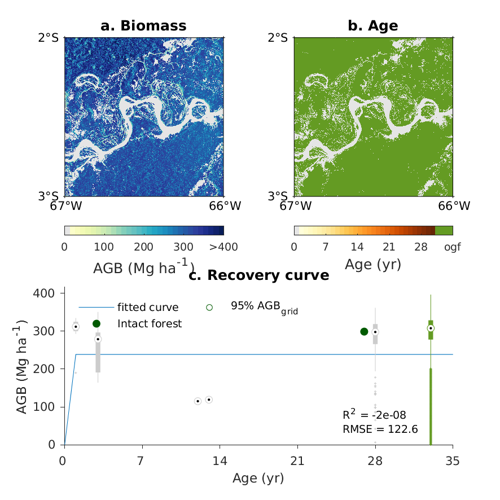 a. Biomass
b. Age
2°S
3°S
67°W 66°W
2°S
3°S
67°W 66°W
0 100 200 300 >400
AGB (Mg ha⁻¹)
0 7 14 21 28 ogf
Age (yr)
c. Recovery curve
fitted curve
Intact forest
95% AGB_grid
R² = -2e-08
RMSE = 122.6
400
300
200
100
0
AGB (Mg ha⁻¹)
0 7 14 21 28 35
Age (yr)